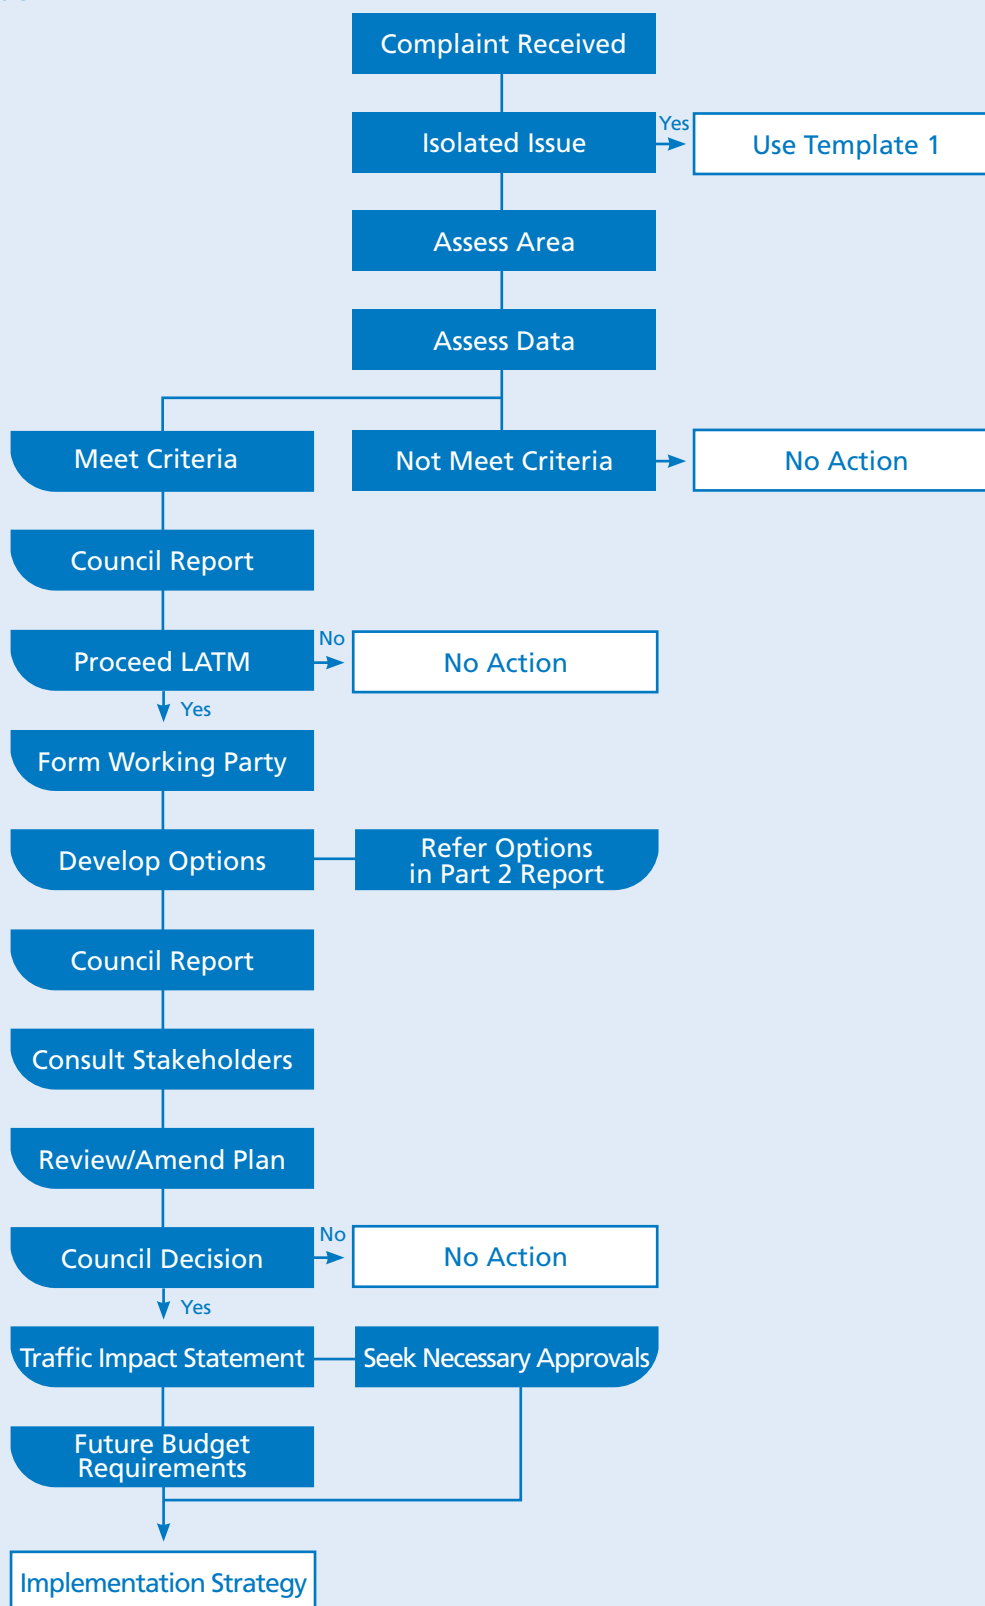 Complaint Received
Isolated Issue
Yes
Use Template 1
Assess Area
Assess Data
Meet Criteria
Not Meet Criteria
No Action
Council Report
Proceed LATM
No
No Action
Yes
Form Working Party
Develop Options
Refer Options
in Part 2 Report
Council Report
Consult Stakeholders
Review/Amend Plan
Council Decision
No
No Action
Yes
Traffic Impact Statement
Seek Necessary Approvals
Future Budget
Requirements
Implementation Strategy